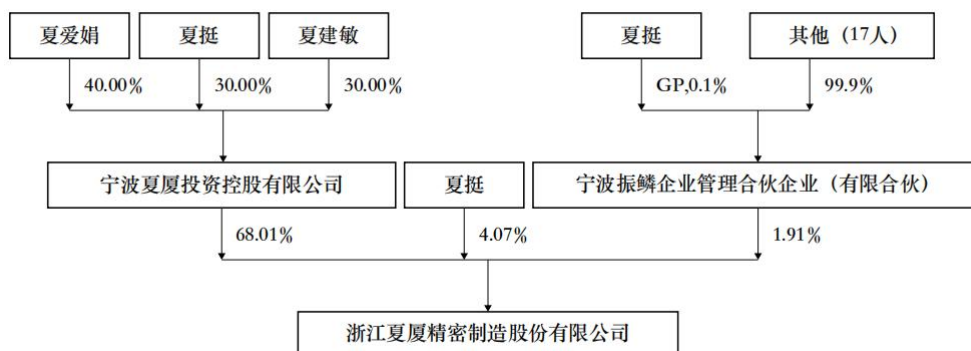 夏爱娟 夏挺 夏建敏 夏挺 其他（17人）
40.00% 30.00% 30.00% GP,0.1% 99.9%
宁波夏厦投资控股有限公司 夏挺 宁波振鳞企业管理合伙企业（有限合伙）
68.01% 4.07% 1.91%
浙江夏厦精密制造股份有限公司